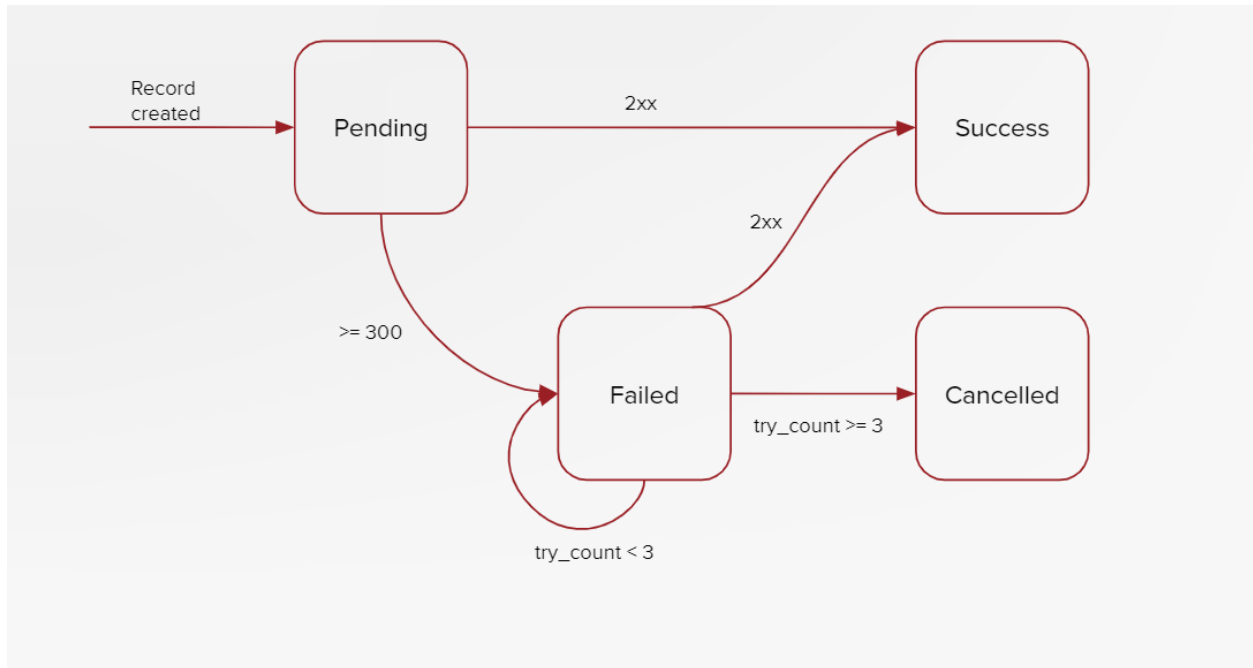 Record
created
Pending
2xx
Success
2xx
>= 300
Failed
Cancelled
try_count >= 3
try_count < 3